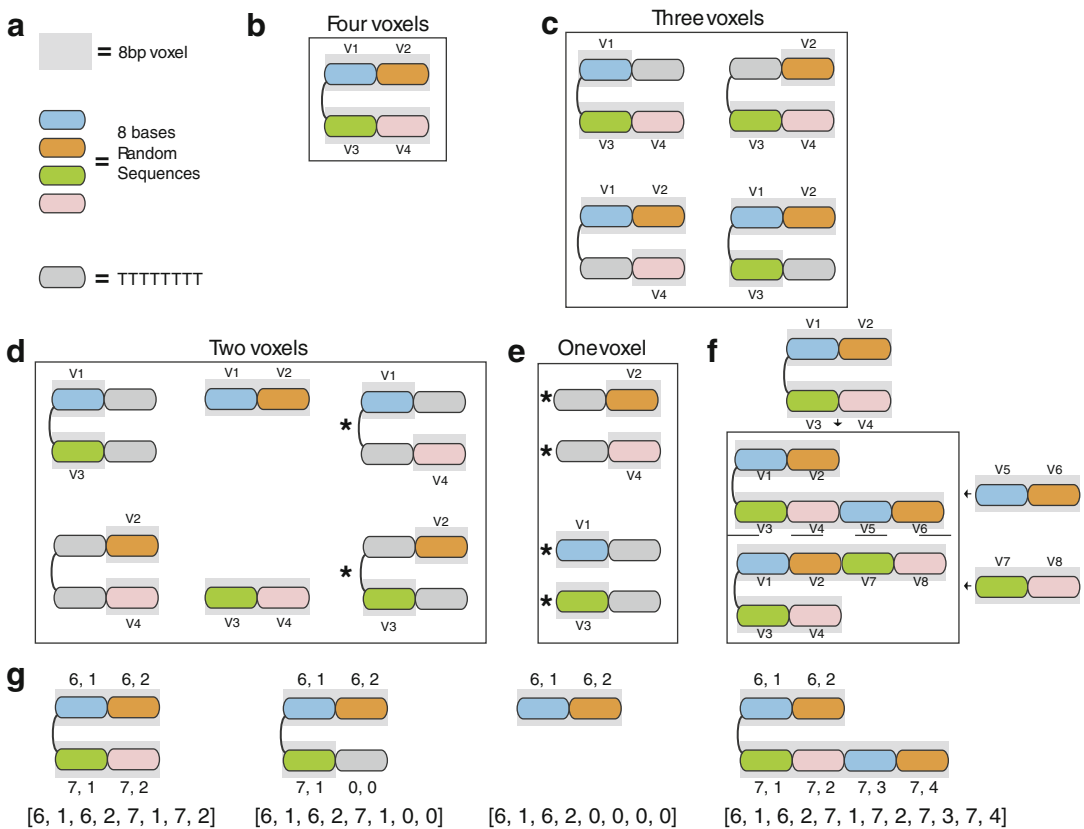 a
= 8bp voxel
8 bases
= Random
Sequences
= TTTTTTTT
b
Four voxels
V1 V2
V3 V4
c
Three voxels
V1 V2
V3 V4 V3 V4
V1 V2 V1 V2
V4 V3
d
Two voxels
V1 V1 V2 V1
* V4
V3
V2 V2
*
V4 V3 V4 V3
e
One voxel
V2
*
*
V4
V1
*
*
V3
f
V1 V2
V3 V4
V1 V2
V5 V6
V3 V4 V5 V6
V1 V2 V7 V8
V7 V8
V3 V4
g
6, 1 6, 2 6, 1 6, 2 6, 1 6, 2 6, 1 6, 2
7, 1 7, 2 7, 1 0, 0 7, 1 7, 2 7, 3 7, 4
[6, 1, 6, 2, 7, 1, 7, 2] [6, 1, 6, 2, 7, 1, 0, 0] [6, 1, 6, 2, 0, 0, 0, 0] [6, 1, 6, 2, 7, 1, 7, 2, 7, 3, 7, 4]